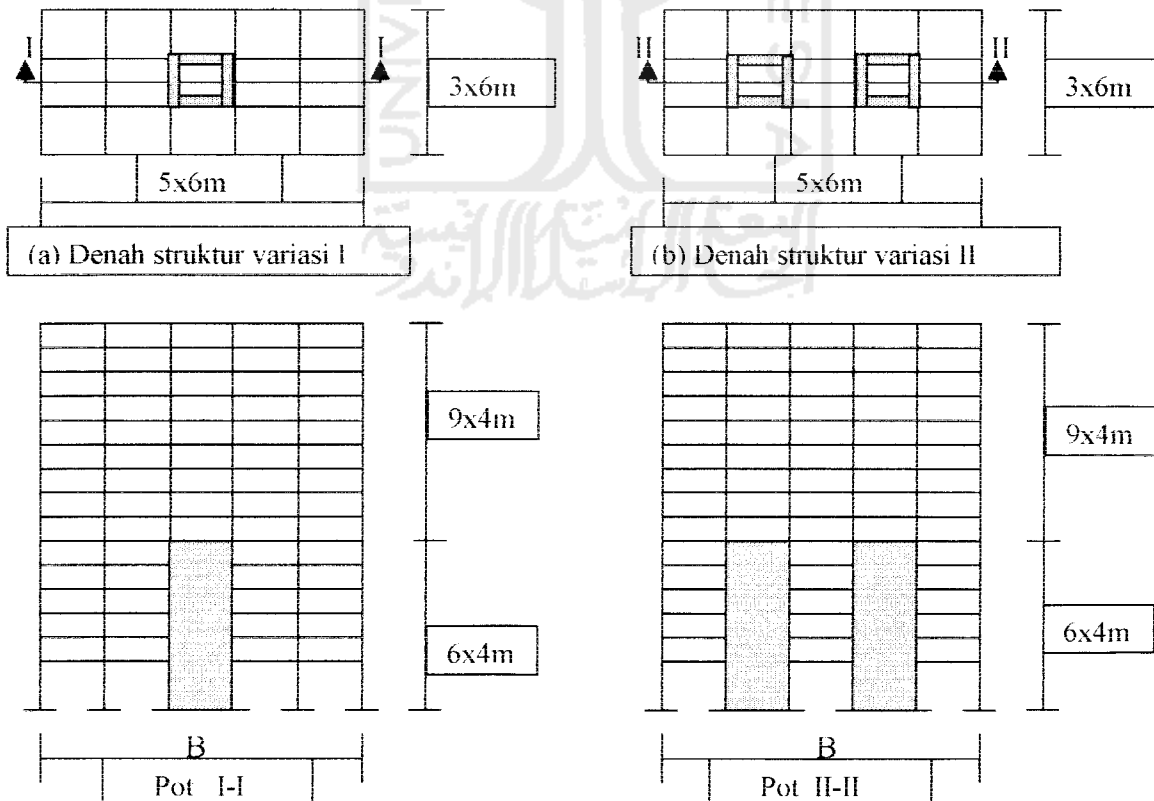 I I
3x6m
5x6m
(a) Denah struktur variasi I
II II
3x6m
5x6m
(b) Denah struktur variasi II
9x4m
6x4m
B
Pot I-I
9x4m
6x4m
B
Pot II-II